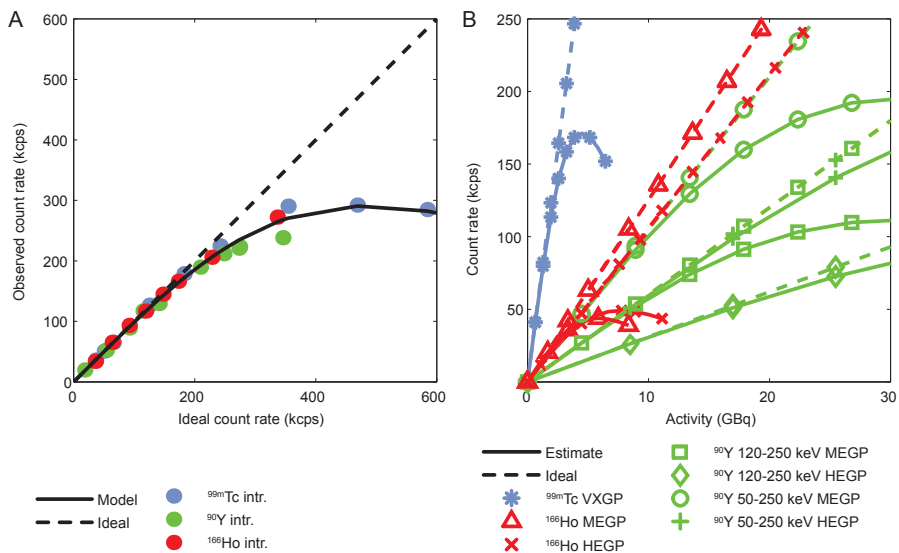 A
B
600
500
400
300
200
100
0
Observed count rate (kcps)
0
200
400
600
Ideal count rate (kcps)
250
200
150
100
50
0
Count rate (kcps)
0
10
20
30
Activity (GBq)
Model
Ideal
⁹⁹ᵐTc intr.
⁹⁰Y intr.
¹⁶⁶Ho intr.
Estimate
Ideal
⁹⁹ᵐTc VXGP
¹⁶⁶Ho MEGP
¹⁶⁶Ho HEGP
⁹⁰Y 120-250 keV MEGP
⁹⁰Y 120-250 keV HEGP
⁹⁰Y 50-250 keV MEGP
⁹⁰Y 50-250 keV HEGP